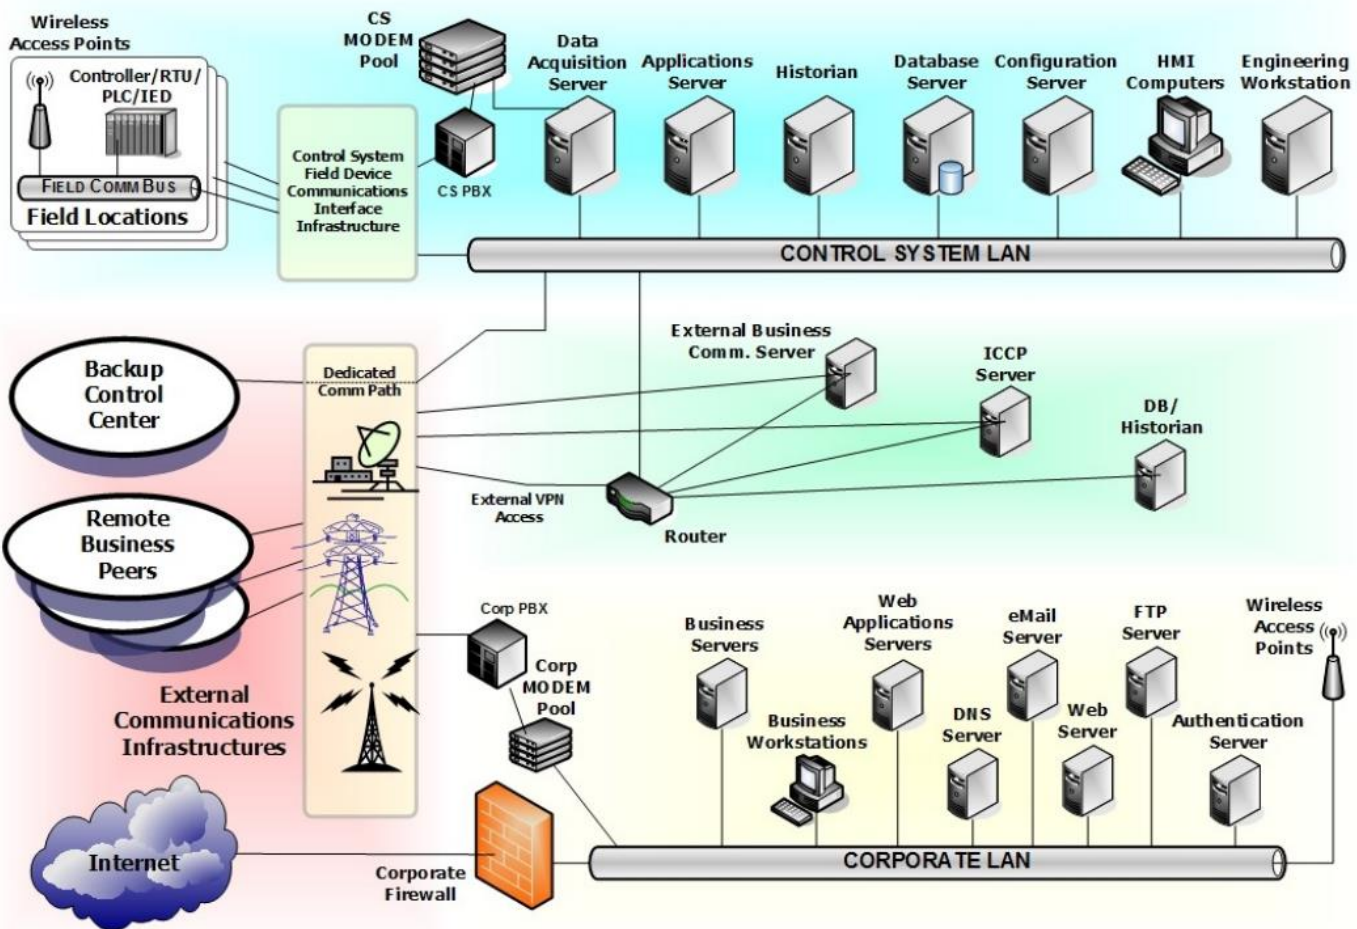 Wireless
Access Points
Controller/RTU/
PLC/IED
FIELD COMM BUS
Field Locations
Control System
Field Device
Communications
Interface
Infrastructure
CS
MODEM
Pool
CS PBX
Data
Acquisition
Server
Applications
Server
Historian
Database
Server
Configuration
Server
HMI
Computers
Engineering
Workstation
CONTROL SYSTEM LAN
Backup
Control
Center
Dedicated
Comm Path
External Business
Comm. Server
ICCP
Server
DB/
Historian
External VPN
Access
Router
Remote
Business
Peers
External
Communications
Infrastructures
Corp PBX
Corp
MODEM
Pool
Business
Servers
Business
Workstations
Web
Applications
Servers
DNS
Server
eMail
Server
Web
Server
FTP
Server
Authentication
Server
Wireless
Access
Points
Internet
Corporate
Firewall
CORPORATE LAN